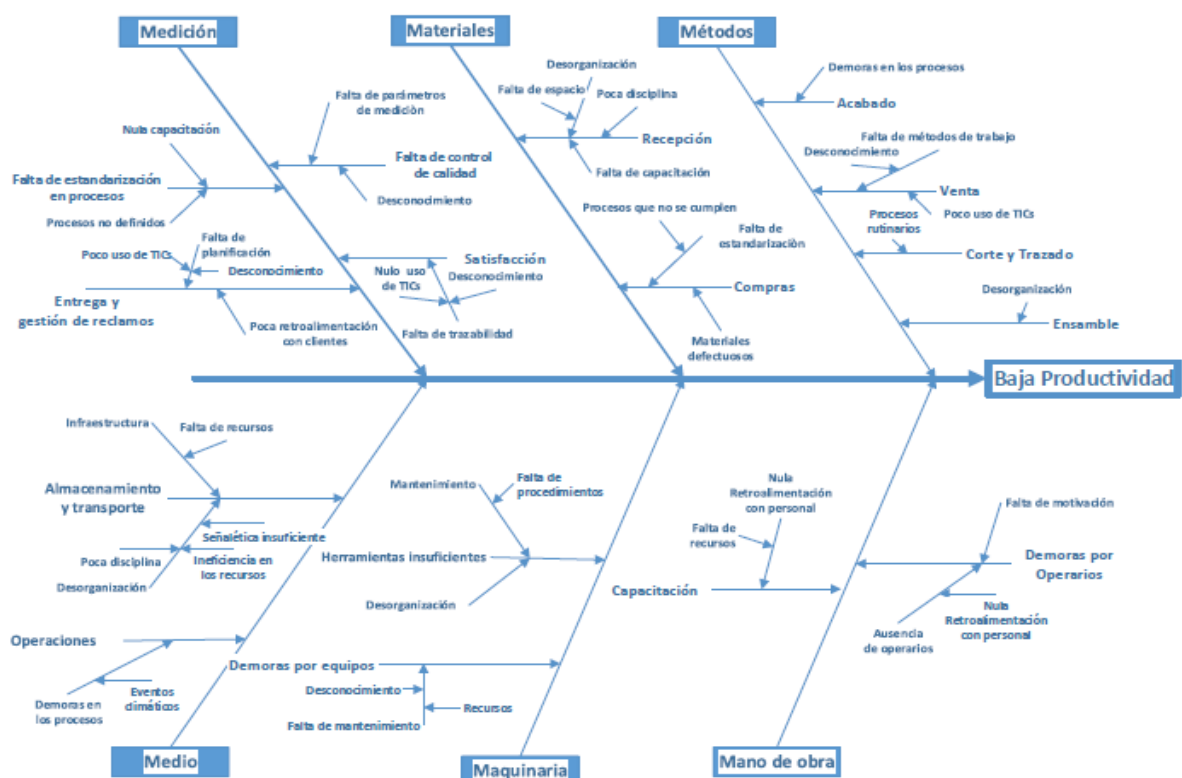 Medición
Materiales
Métodos
Falta de parámetros
de mediciòn
Nula capacitación
Falta de control
de calidad
Falta de estandarización
en procesos
Desconocimiento
Procesos no definidos
Falta de
planificación
Poco uso de TICs
Desconocimiento
Entrega y
gestión de reclamos
Poca retroalimentación
con clientes
Satisfacción
Nulo uso
de TICs
Desconocimiento
Falta de trazabilidad
Desorganización
Falta de espacio
Poca disciplina
Recepción
Falta de capacitación
Procesos que no se cumplen
Falta de
estandarizaciòn
Compras
Materiales
defectuosos
Demoras en los procesos
Acabado
Falta de métodos de trabajo
Desconocimiento
Venta
Poco uso de TICs
Procesos
rutinarios
Corte y Trazado
Desorganización
Ensamble
Baja Productividad
Infraestructura
Falta de recursos
Almacenamiento
y transporte
Señalética insuficiente
Poca disciplina
Ineficiencia en
los recursos
Desorganización
Operaciones
Eventos
climáticos
Demoras en
los procesos
Mantenimiento
Falta de
procedimientos
Herramientas insuficientes
Desorganización
Demoras por equipos
Desconocimiento
Recursos
Falta de mantenimiento
Nula
Retroalimentación
con personal
Falta de
recursos
Capacitación
Falta de motivación
Demoras por
Operarios
Nula
Retroalimentación
con personal
Ausencia
de operarios
Medio
Maquinaria
Mano de obra